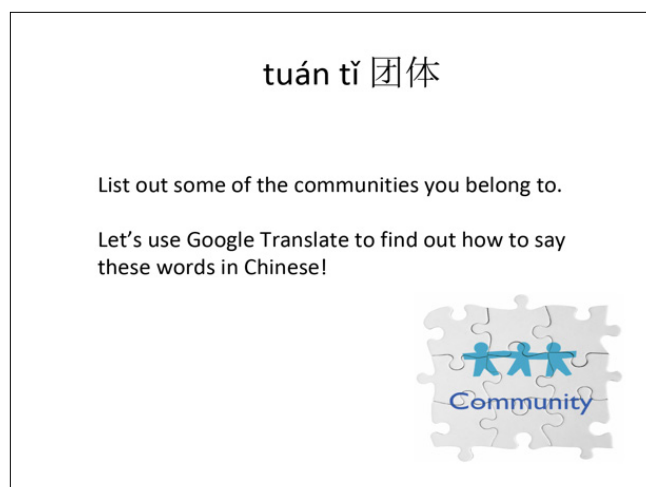 tuán tǐ 团体
List out some of the communities you belong to.
Let’s use Google Translate to find out how to say
these words in Chinese!
Community